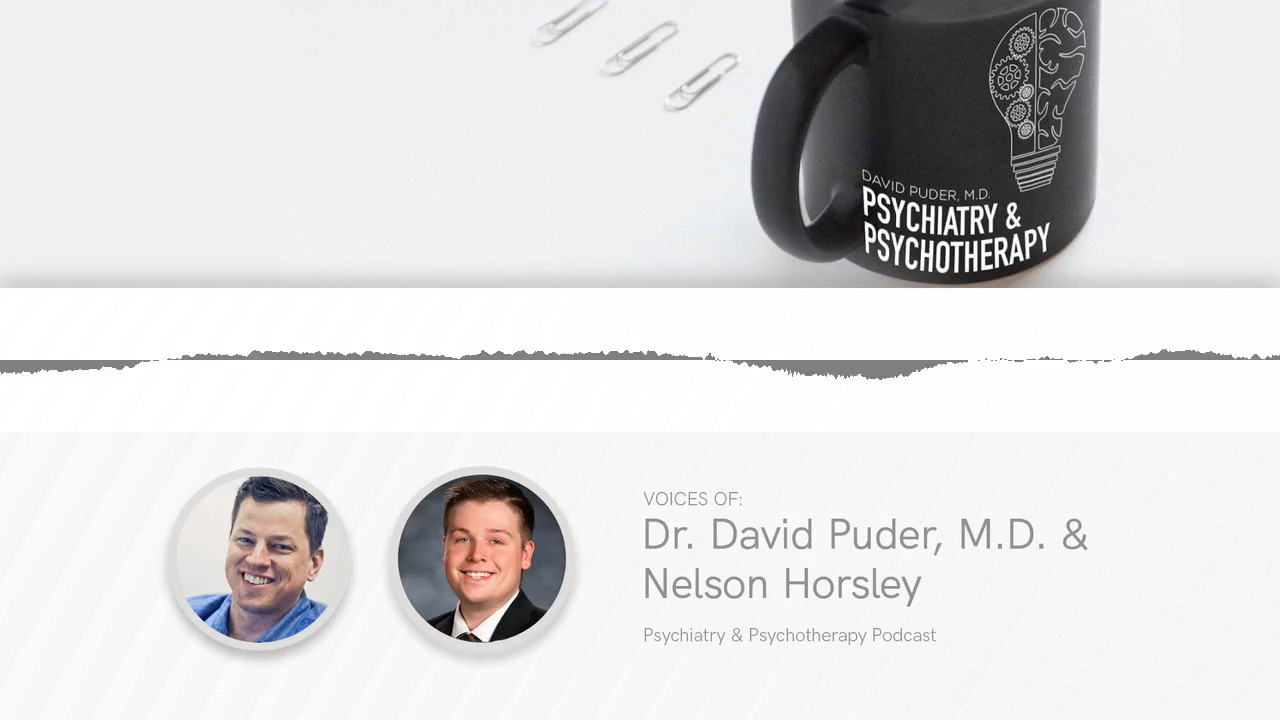 DAVID PUDER, M.D.
PSYCHIATRY &
PSYCHOTHERAPY
VOICES OF:
Dr. David Puder, M.D. &
Nelson Horsley
Psychiatry & Psychotherapy Podcast